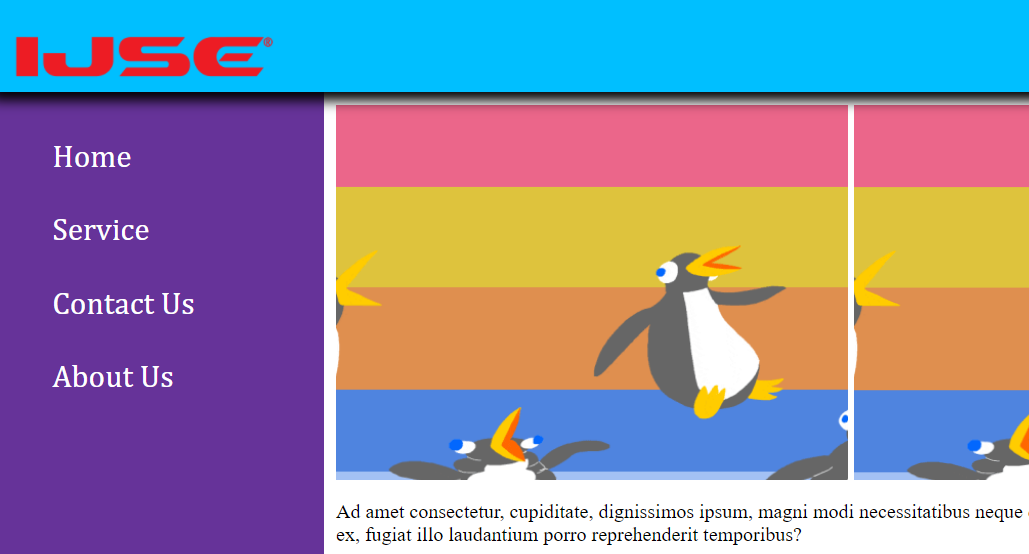 IJSE®
Home
Service
Contact Us
About Us
Ad amet consectetur, cupiditate, dignissimos ipsum, magni modi necessitatibus neque
ex, fugiat illo laudantium porro reprehenderit temporibus?